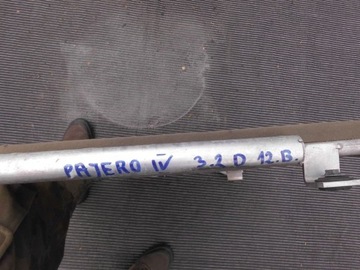 PAJERO IV 3.2 D 12.B.